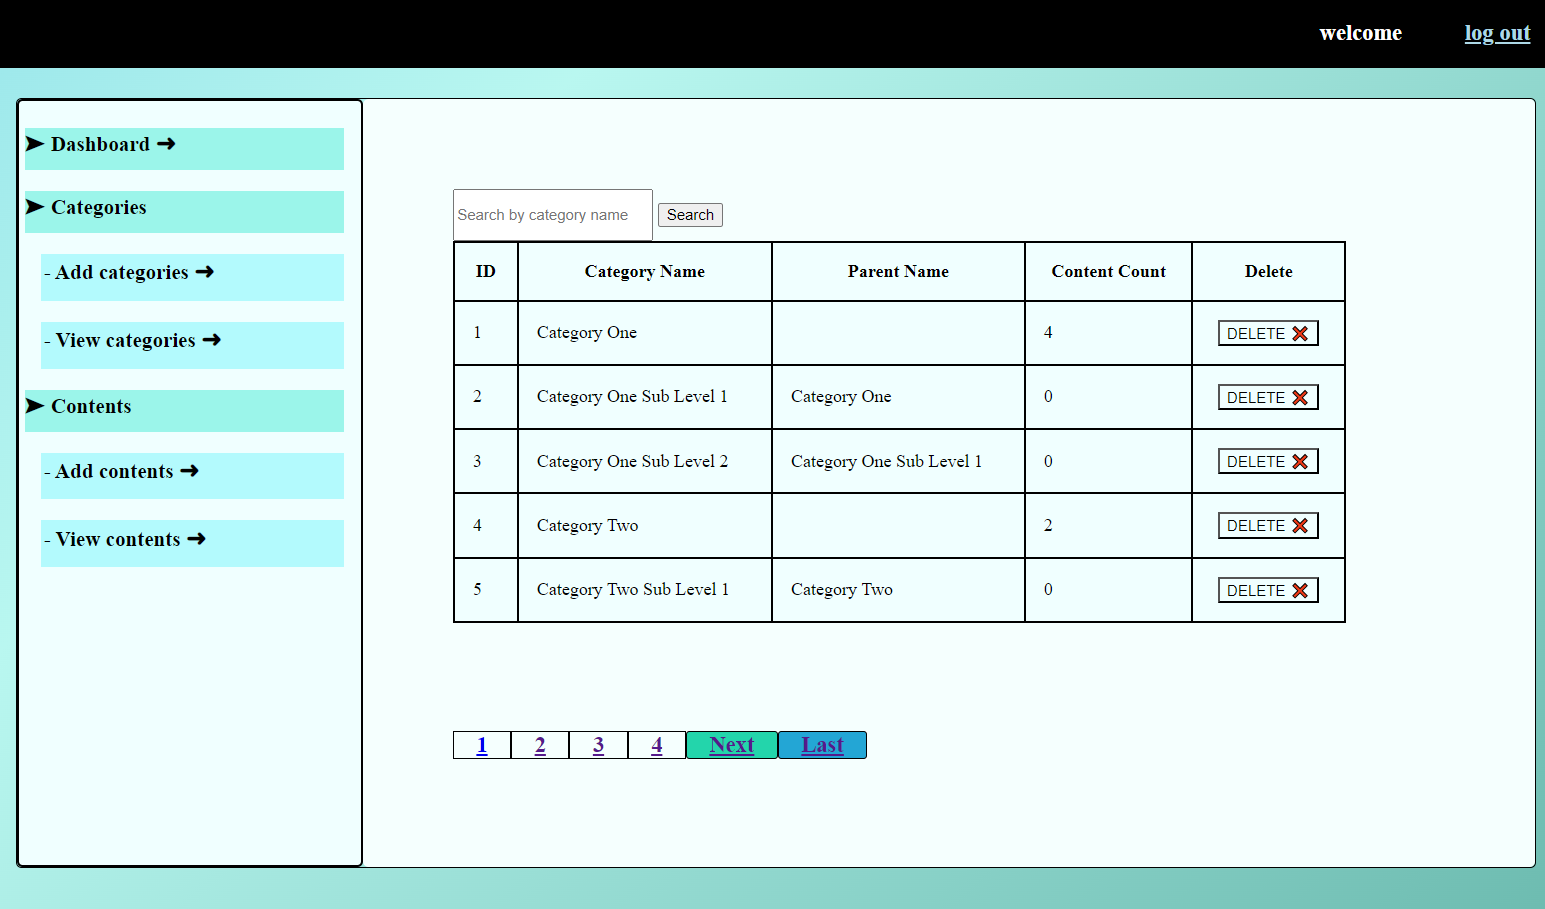 welcome log out
➤ Dashboard ➜
➤ Categories
- Add categories ➜
- View categories ➜
➤ Contents
- Add contents ➜
- View contents ➜
Search by category name Search
ID Category Name Parent Name Content Count Delete
1 Category One 4 DELETE ❌
2 Category One Sub Level 1 Category One 0 DELETE ❌
3 Category One Sub Level 2 Category One Sub Level 1 0 DELETE ❌
4 Category Two 2 DELETE ❌
5 Category Two Sub Level 1 Category Two 0 DELETE ❌
1 2 3 4 Next Last